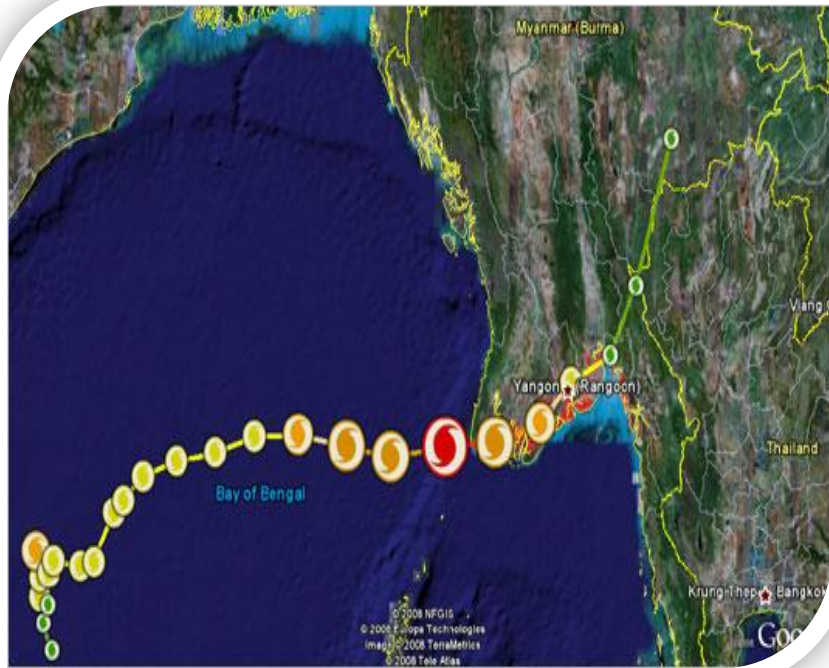 Myanmar (Burma)
Viang
Yangon (Rangoon)
Thailand
Bay of Bengal
Krung-Thep Bangkok
© 2008 NFGIS
© 2008 Europa Technologies
Image © 2008 TerraMetrics
© 2008 Tele Atlas
Goo